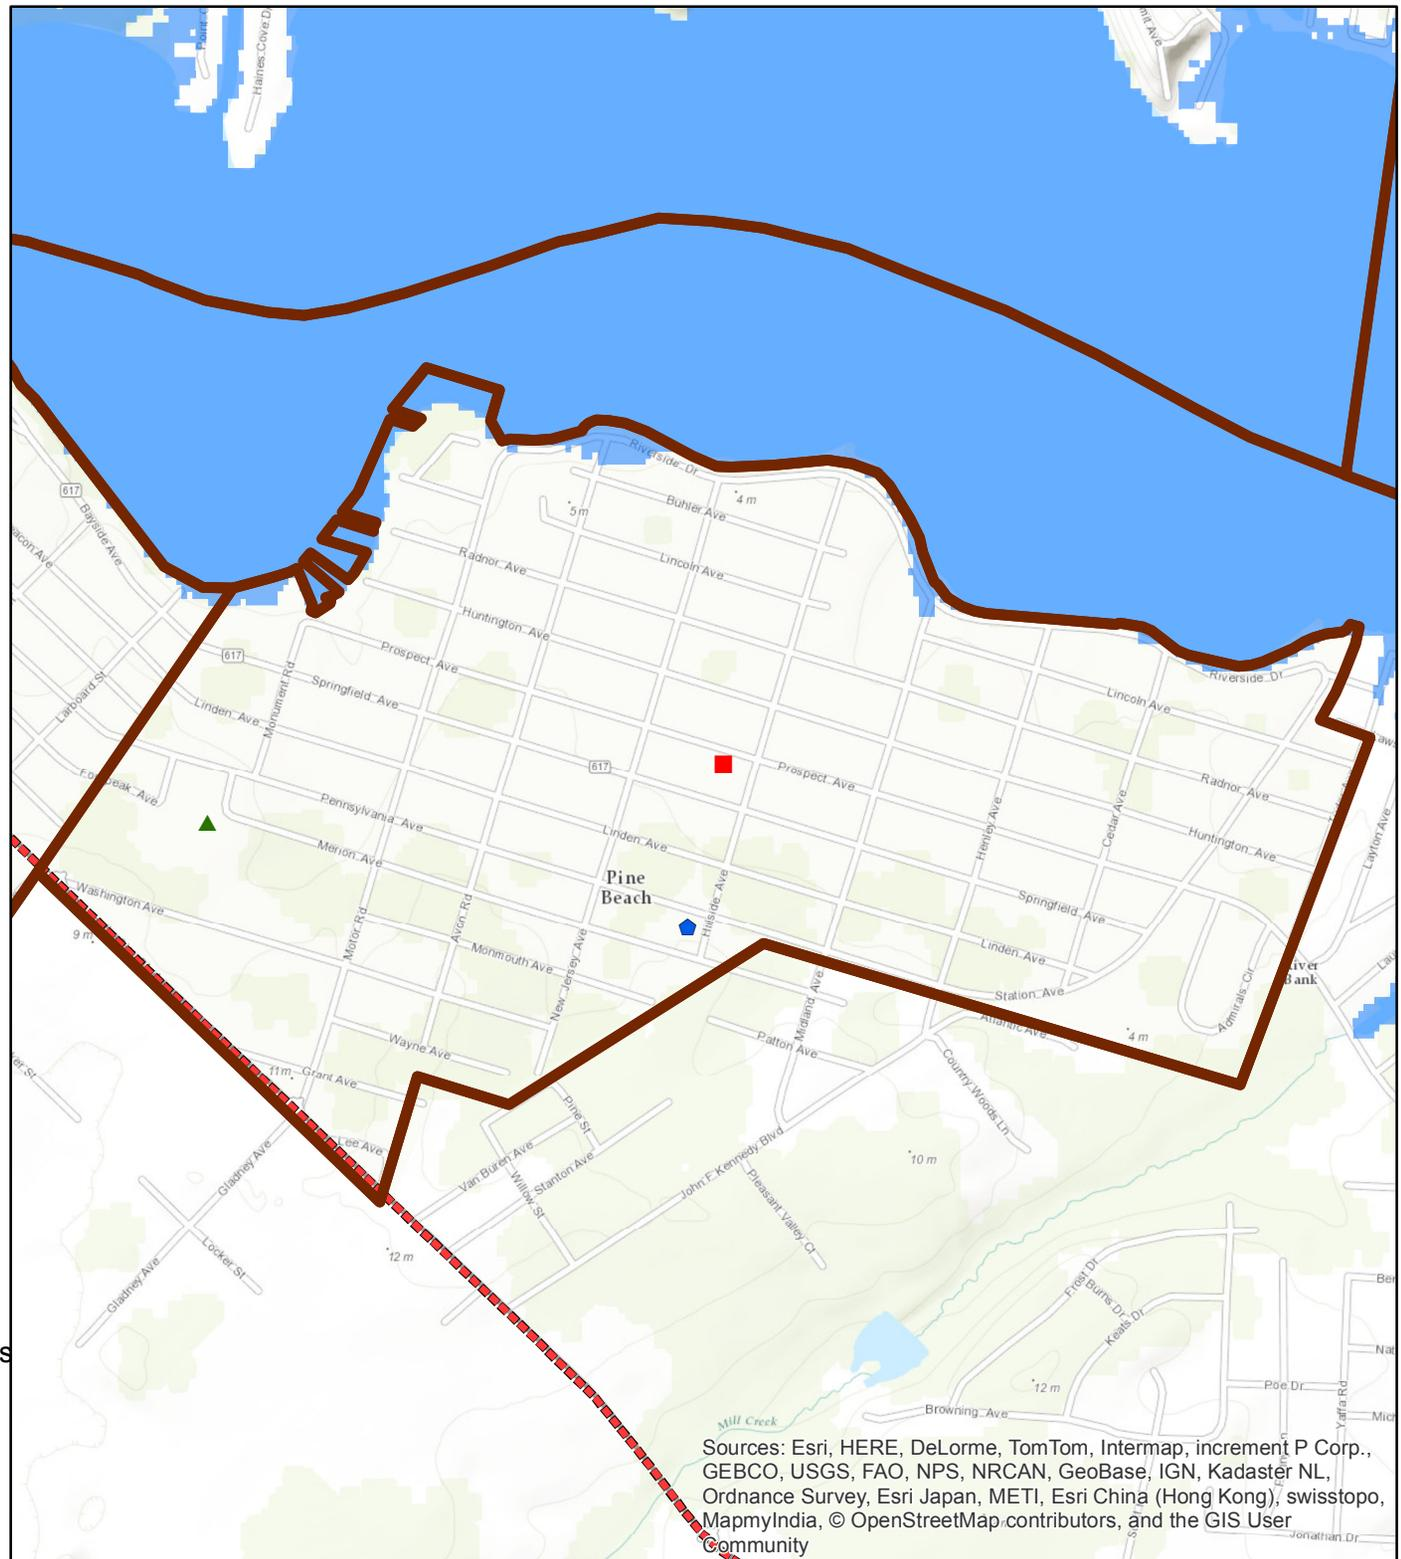 Haines Cove Dr
617
Bayside Ave
Riverside Dr
4 m
5 m
Buhler Ave
Radnor Ave
Lincoln Ave
Huntington Ave
Prospect Ave
617
Springfield Ave
Monument Rd
Larboard St
Linden Ave
Riverside Dr
Lincoln Ave
617
Prospect Ave
Radnor Ave
Pennsylvania Ave
Linden Ave
Henley Ave
Cedar Ave
Huntington Ave
Layton Ave
Merion Ave
Pine
Beach
Hillside Ave
Springfield Ave
Washington Ave
Motor Rd
Avon Rd
9 m
Monmouth Ave
New Jersey Ave
Linden Ave
Station Ave
Midland Ave
Admirals Cir
Bank
Atlantic Ave
4 m
Wayne Ave
Patton Ave
11m
Grant Ave
Country Woods Ln
Pine St
Lee Ave
Gladney Ave
Van Buren Ave
Stanton Ave
Willow St
John F Kennedy Blvd
Pleasant Valley Ct
10 m
12 m
Locker St
Gladney Ave
Frost Dr
Burns Dr
Keats Dr
s
12 m
Poe Dr
Yaffa Rd
Browning Ave
Mill Creek
Sources: Esri, HERE, DeLorme, TomTom, Intermap, increment P Corp.,
GEBCO, USGS, FAO, NPS, NRCAN, GeoBase, IGN, Kadaster NL,
Ordnance Survey, Esri Japan, METI, Esri China (Hong Kong), swisstopo,
MapmyIndia, © OpenStreetMap contributors, and the GIS User
Community
Jonathan Dr